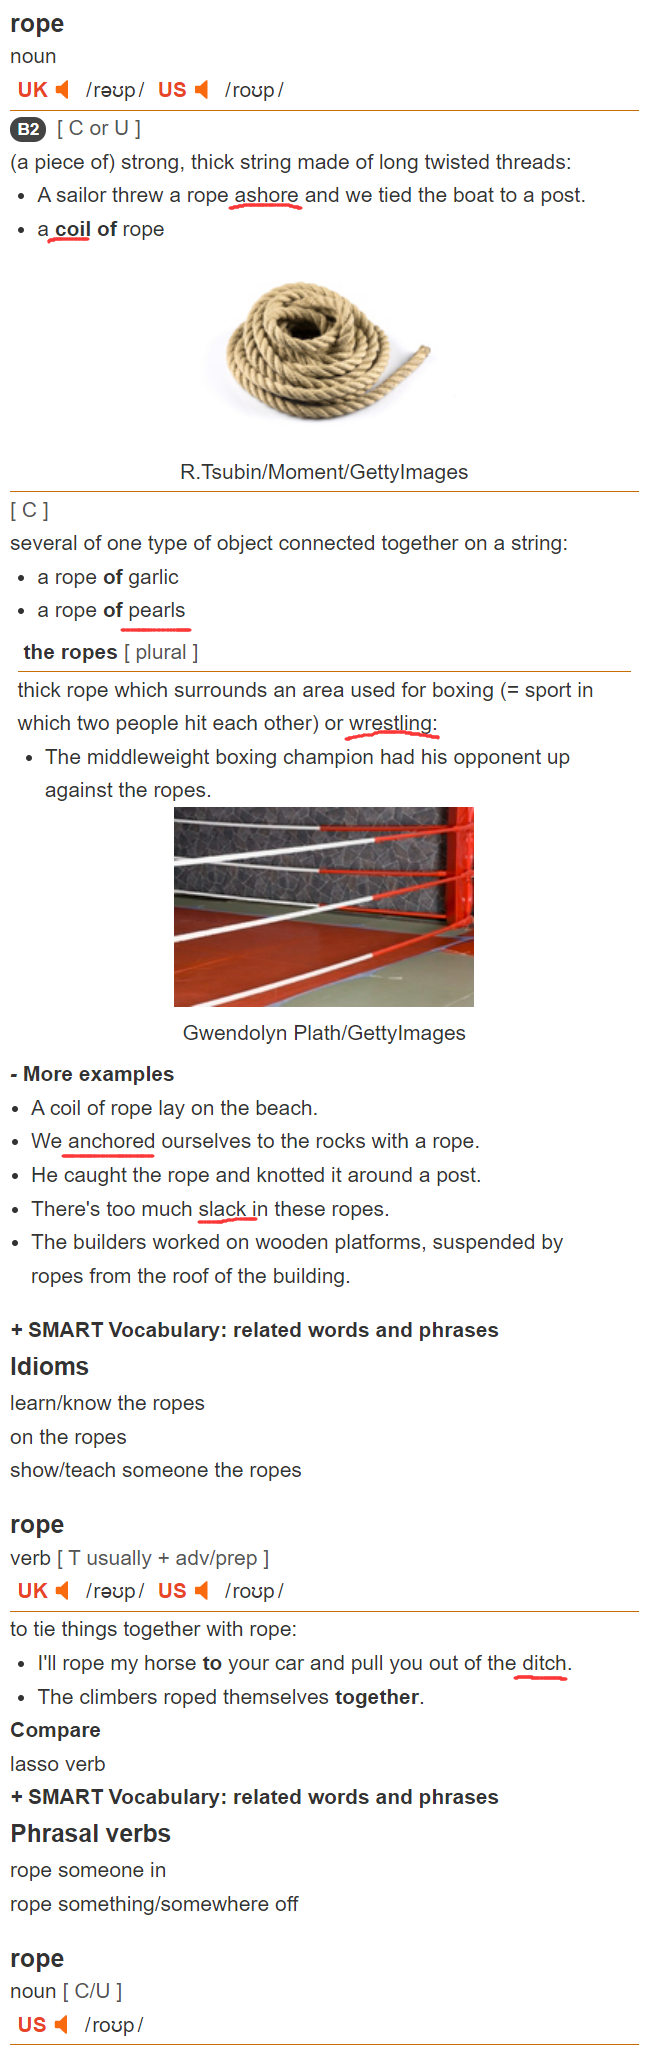 rope
noun
UK /rəʊp/ US /roʊp/
B2 [ C or U ]
(a piece of) strong, thick string made of long twisted threads:
• A sailor threw a rope ashore and we tied the boat to a post.
• a coil of rope
R.Tsubin/Moment/GettyImages
[ C ]
several of one type of object connected together on a string:
• a rope of garlic
• a rope of pearls
the ropes [ plural ]
thick rope which surrounds an area used for boxing (= sport in
which two people hit each other) or wrestling:
• The middleweight boxing champion had his opponent up
against the ropes.
Gwendolyn Plath/GettyImages
- More examples
• A coil of rope lay on the beach.
• We anchored ourselves to the rocks with a rope.
• He caught the rope and knotted it around a post.
• There's too much slack in these ropes.
• The builders worked on wooden platforms, suspended by
ropes from the roof of the building.
+ SMART Vocabulary: related words and phrases
Idioms
learn/know the ropes
on the ropes
show/teach someone the ropes
rope
verb [ T usually + adv/prep ]
UK /rəʊp/ US /roʊp/
to tie things together with rope:
• I'll rope my horse to your car and pull you out of the ditch.
• The climbers roped themselves together.
Compare
lasso verb
+ SMART Vocabulary: related words and phrases
Phrasal verbs
rope someone in
rope something/somewhere off
rope
noun [ C/U ]
US /roʊp/